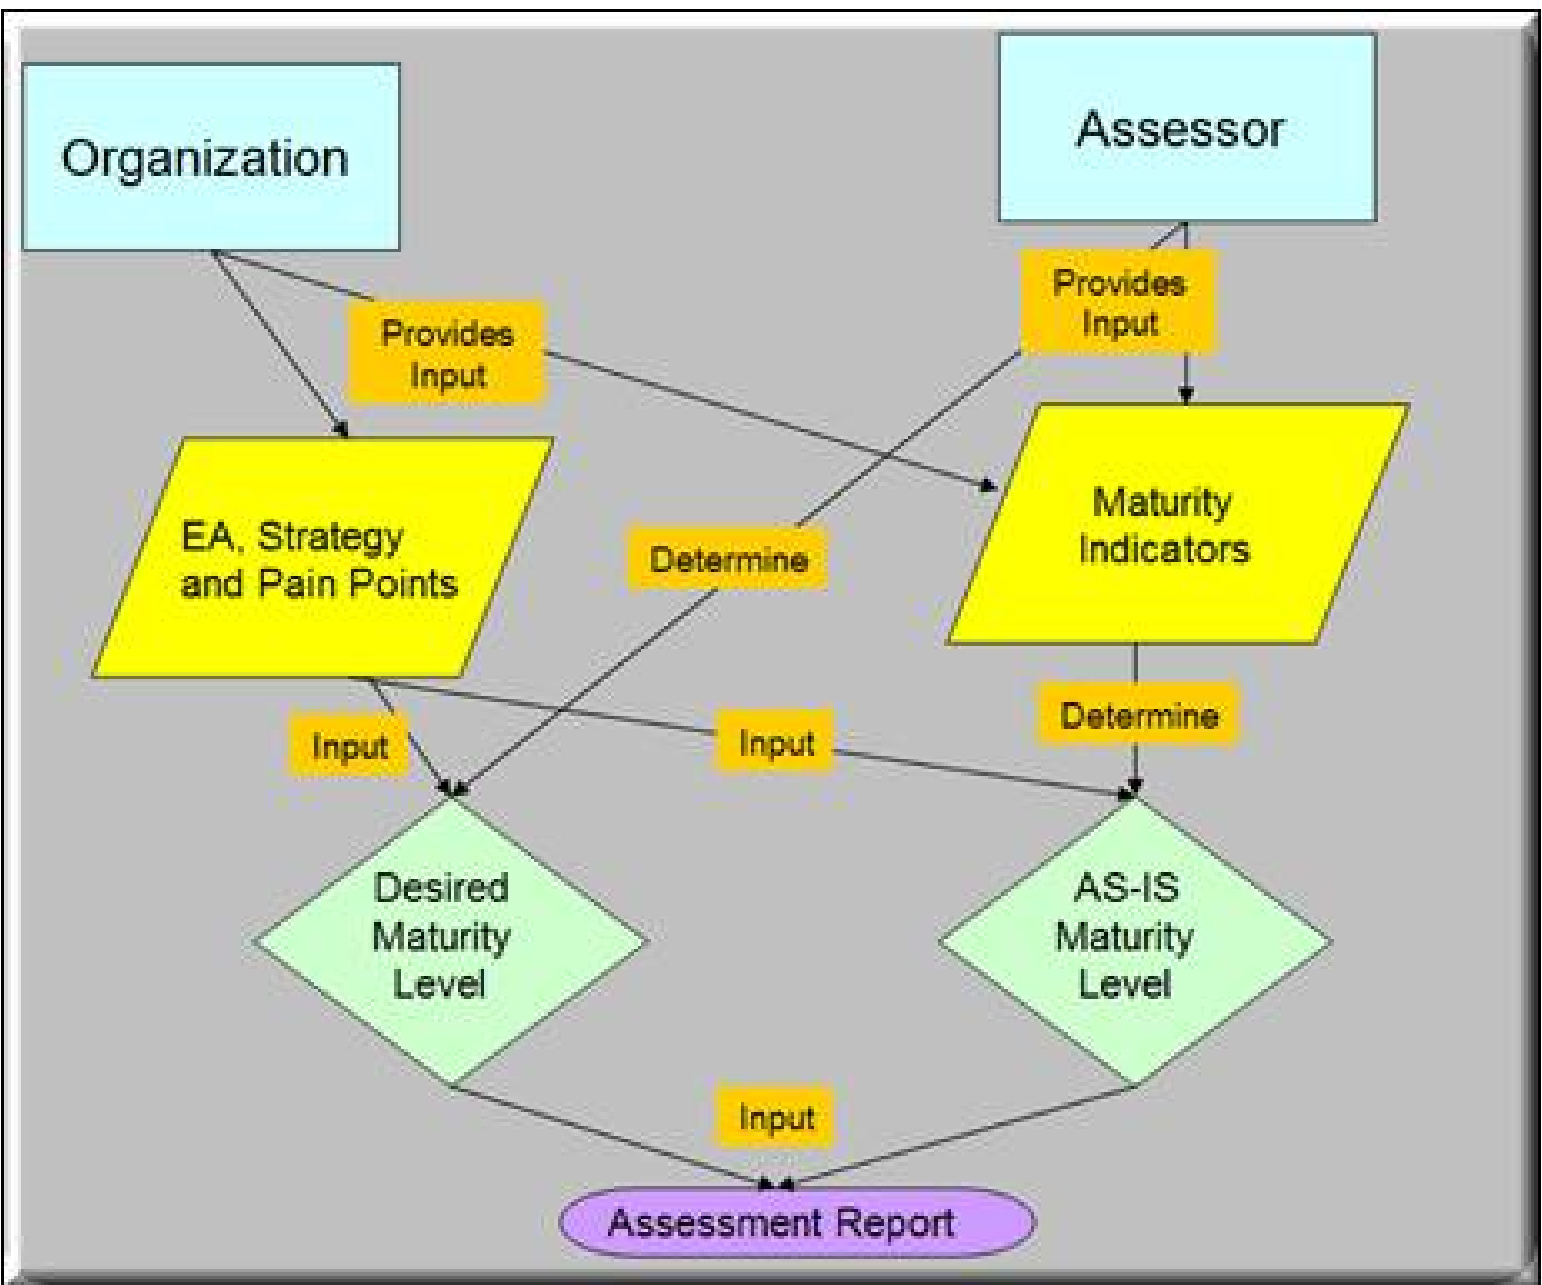 Organization
Assessor
Provides
Input
Provides
Input
EA, Strategy
and Pain Points
Maturity
Indicators
Determine
Input
Input
Determine
Desired
Maturity
Level
AS-IS
Maturity
Level
Input
Assessment Report